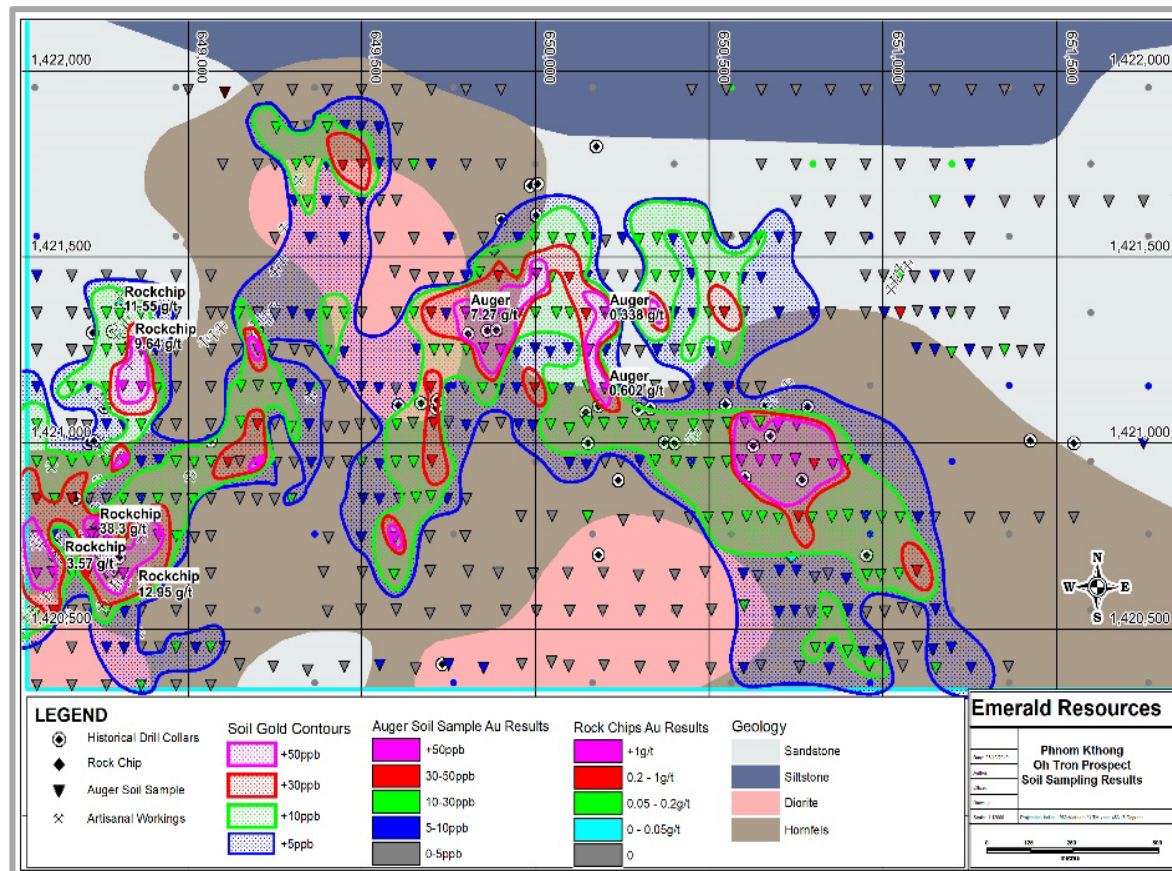 649,000
649,500
650,000
650,500
651,000
651,500
1,422,000
1,422,000
1,421,500
1,421,500
Rockchip
11.55 g/t
Rockchip
9.64 g/t
Auger
7.27 g/t
Auger
0.338 g/t
Auger
0.602 g/t
1,421,000
1,421,000
Rockchip
38.3 g/t
Rockchip
3.57 g/t
Rockchip
12.95 g/t
1,420,500
1,420,500
N
W E
S
LEGEND
Historical Drill Collars
Rock Chip
Auger Soil Sample
Artisanal Workings
Soil Gold Contours
+50ppb
+30ppb
+10ppb
+5ppb
Auger Soil Sample Au Results
+50ppb
30-50ppb
10-30ppb
5-10ppb
0-5ppb
Rock Chips Au Results
+1g/t
0.2 - 1g/t
0.05 - 0.2g/t
0 - 0.05g/t
0
Geology
Sandstone
Siltstone
Diorite
Hornfels
Emerald Resources
Phnom Kthong
Oh Tron Prospect
Soil Sampling Results
0 125 250 500